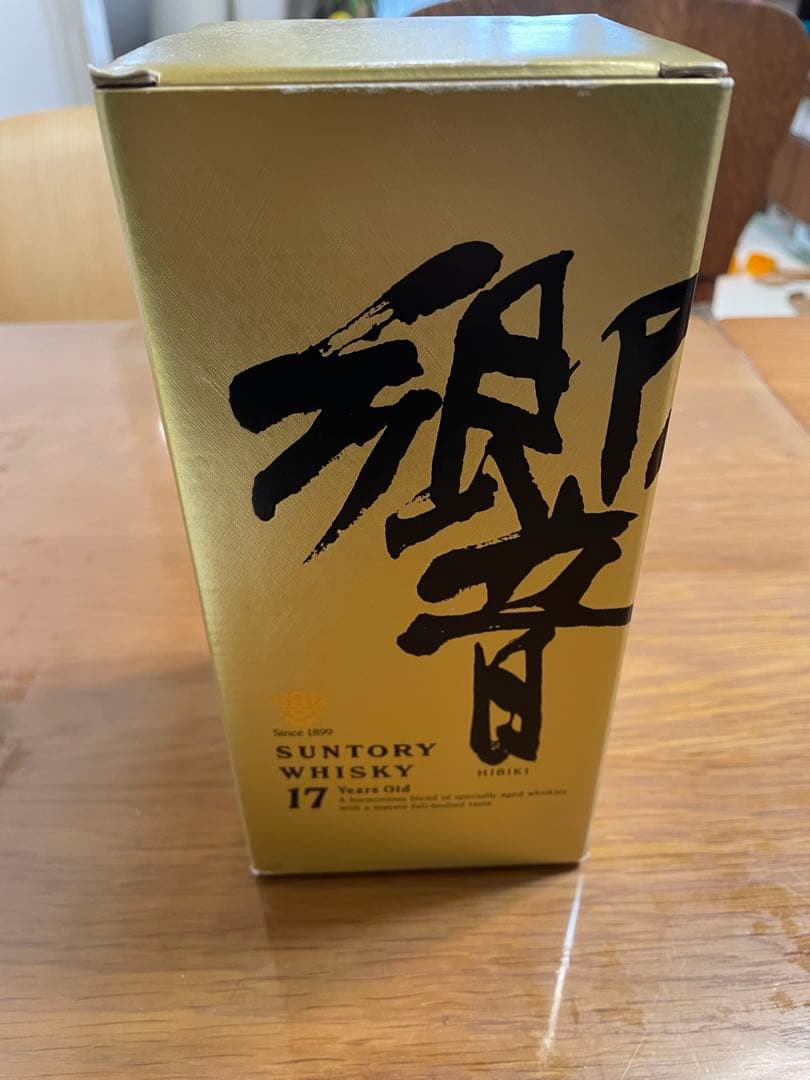 響
Since 1899
SUNTORY
WHISKY
HIBIKI
17 Years Old
A harmonious blend of specially aged whiskies
with a mature full-bodied taste